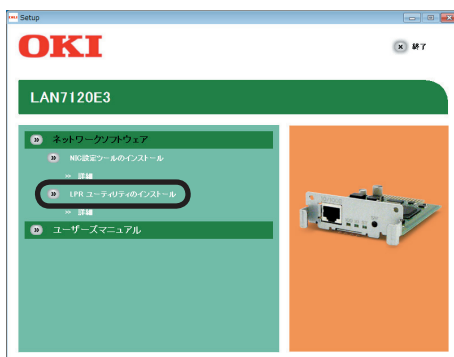 Setup
OKI
終了
LAN7120E3
ネットワークソフトウェア
NIC設定ツールのインストール
詳細
LPR ユーティリティのインストール
詳細
ユーザーズマニュアル